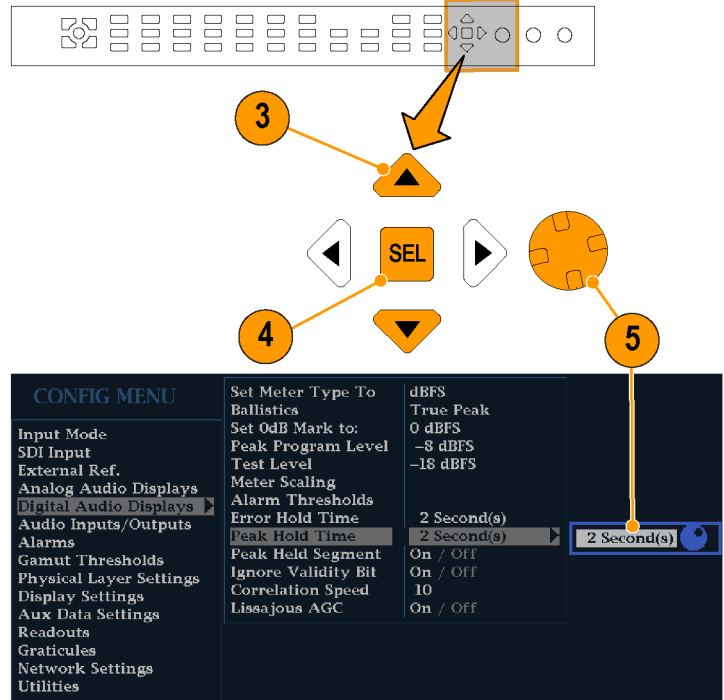 3
SEL
4
5
CONFIG MENU
Input Mode
SDI Input
External Ref.
Analog Audio Displays
Digital Audio Displays
Audio Inputs/Outputs
Alarms
Gamut Thresholds
Physical Layer Settings
Display Settings
Aux Data Settings
Readouts
Graticules
Network Settings
Utilities
Set Meter Type To dBFS
Ballistics True Peak
Set 0dB Mark to: 0 dBFS
Peak Program Level –8 dBFS
Test Level –18 dBFS
Meter Scaling
Alarm Thresholds
Error Hold Time 2 Second(s)
Peak Hold Time 2 Second(s) 2 Second(s)
Peak Held Segment On / Off
Ignore Validity Bit On / Off
Correlation Speed 10
Lissajous AGC On / Off